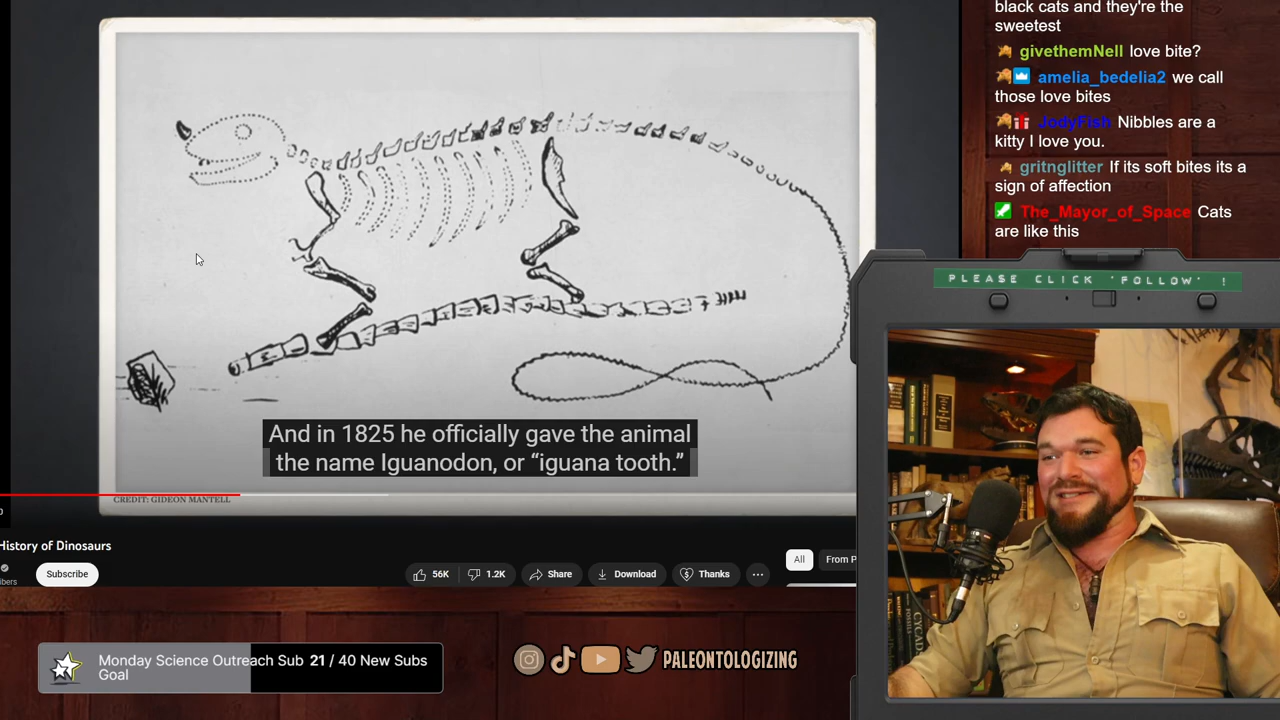 black cats and they're the
sweetest
givethemNell love bite?
amelia_bedelia2 we call
those love bites
JodyFish Nibbles are a
kitty I love you.
gritnglitter If its soft bites its a
sign of affection
The_Mayor_of_Space Cats
are like this
PLEASE CLICK 'FOLLOW' !
And in 1825 he officially gave the animal
the name Iguanodon, or “iguana tooth.”
CREDIT: GIDEON MANTELL
History of Dinosaurs
ibers
Subscribe
56K
1.2K
Share
Download
Thanks
All
From P
Monday Science Outreach Sub 21 / 40 New Subs
Goal
PALEONTOLOGIZING
CYCAD